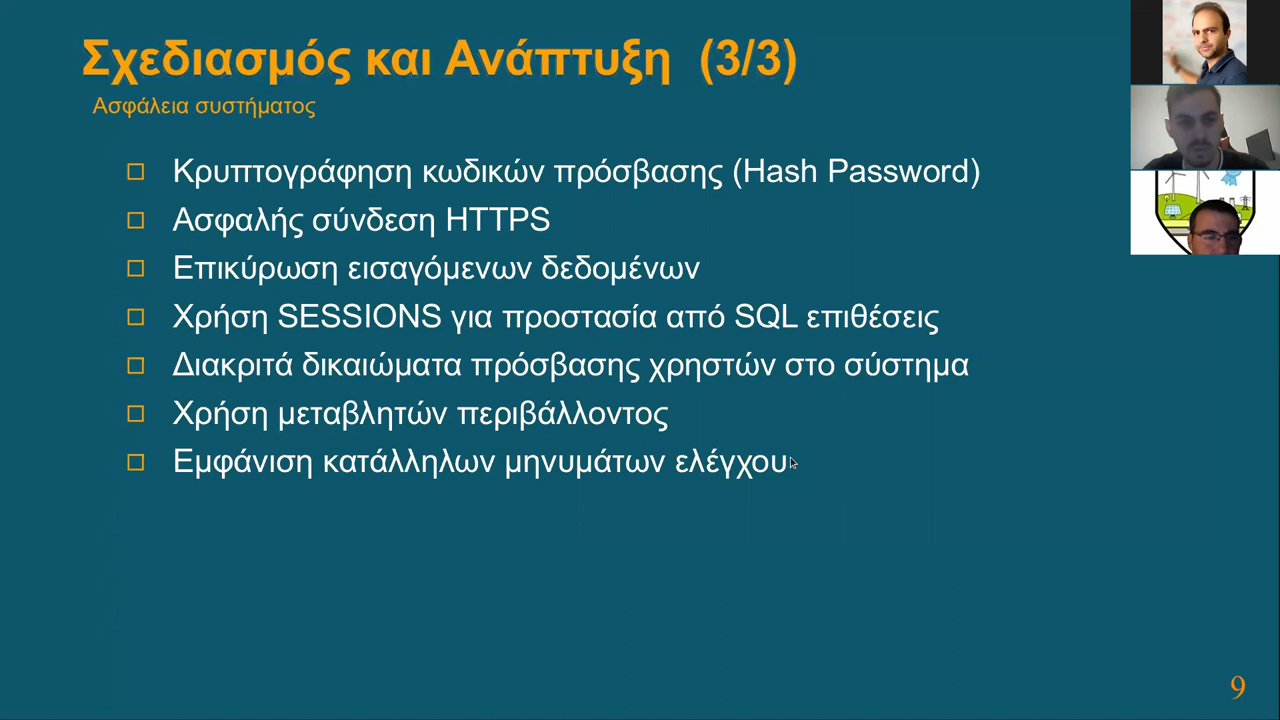 Σχεδιασμός και Ανάπτυξη (3/3)
Ασφάλεια συστήματος
Κρυπτογράφηση κωδικών πρόσβασης (Hash Password)
Ασφαλής σύνδεση HTTPS
Επικύρωση εισαγόμενων δεδομένων
Χρήση SESSIONS για προστασία από SQL επιθέσεις
Διακριτά δικαιώματα πρόσβασης χρηστών στο σύστημα
Χρήση μεταβλητών περιβάλλοντος
Εμφάνιση κατάλληλων μηνυμάτων ελέγχου
9